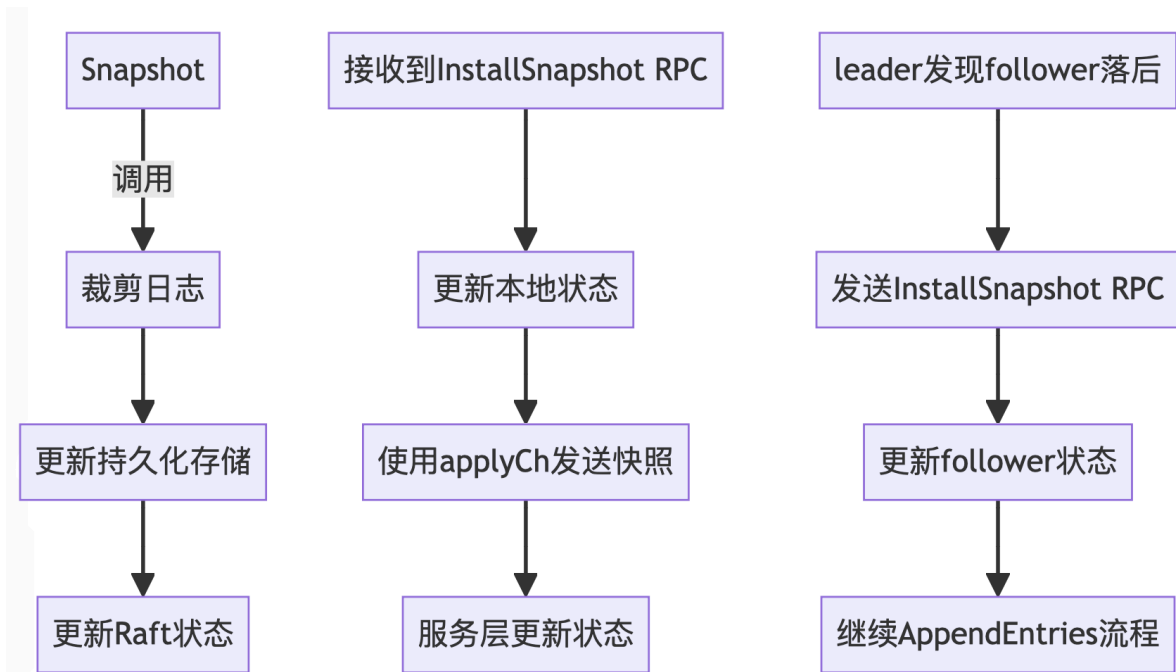 Snapshot
调用
裁剪日志
更新持久化存储
更新Raft状态
接收到InstallSnapshot RPC
更新本地状态
使用applyCh发送快照
服务层更新状态
leader发现follower落后
发送InstallSnapshot RPC
更新follower状态
继续AppendEntries流程